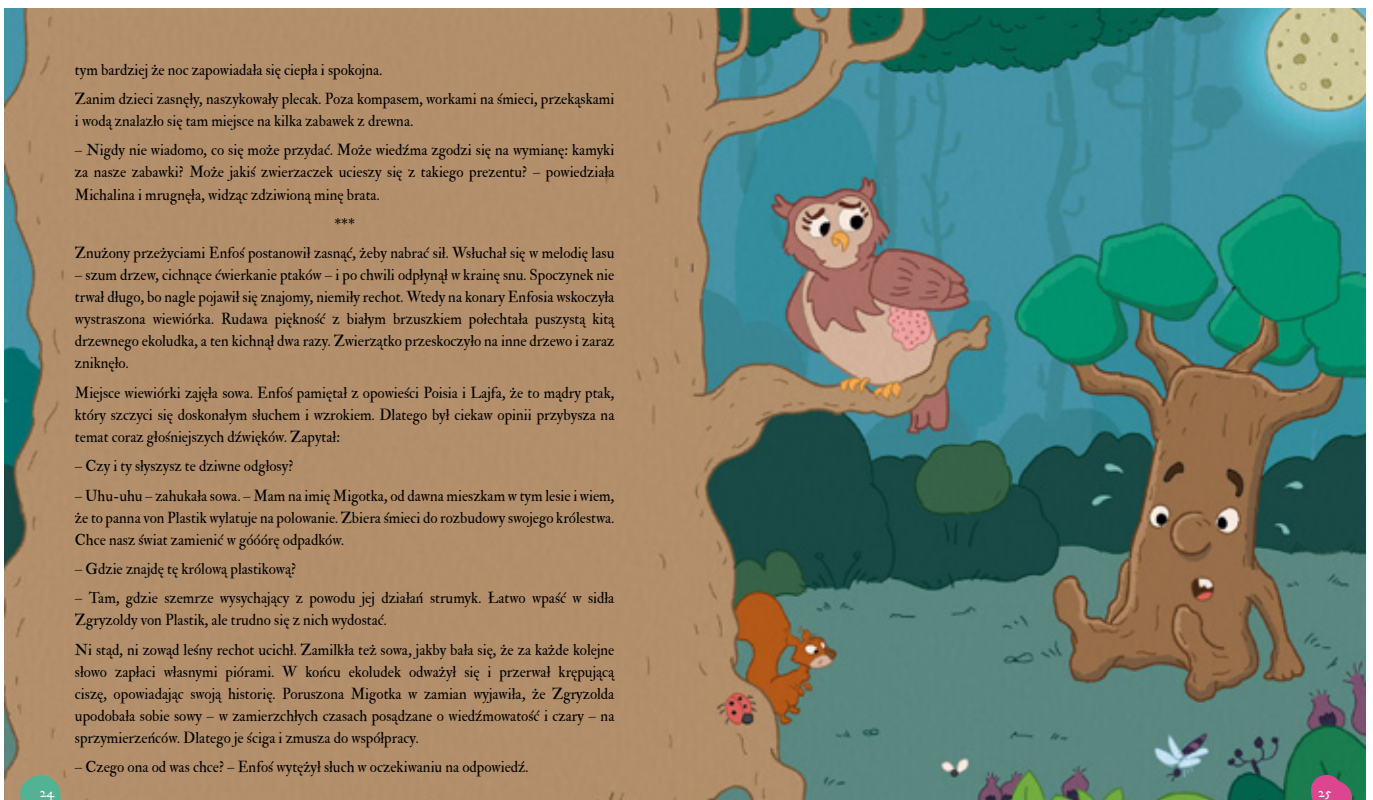 tym bardziej że noc zapowiadała się ciepła i spokojna.
Zanim dzieci zasnęły, naszykowały plecak. Poza kompasem, workami na śmieci, przekąskami
i wodą znalazło się tam miejsce na kilka zabawek z drewna.
– Nigdy nie wiadomo, co się może przydać. Może wiedźma zgodzi się na wymianę: kamyki
za nasze zabawki? Może jakiś zwierzaczek ucieszy się z takiego prezentu? – powiedziała
Michalina i mrugnęła, widząc zdziwioną minę brata.
***
Znużony przeżyciami Enfoś postanowił zasnąć, żeby nabrać sił. Wsłuchał się w melodię lasu
– szum drzew, cichnące ćwierkanie ptaków – i po chwili odpłynął w krainę snu. Spoczynek nie
trwał długo, bo nagle pojawił się znajomy, niemiły rechot. Wtedy na konary Enfosia wskoczyła
wystraszona wiewiórka. Rudawa piękność z białym brzuszkiem połechtała puszystą kitą
drzewnego ekoludka, a ten kichnął dwa razy. Zwierzątko przeskoczyło na inne drzewo i zaraz
zniknęło.
Miejsce wiewiórki zajęła sowa. Enfoś pamiętał z opowieści Poisia i Lajfa, że to mądry ptak,
który szczyci się doskonałym słuchem i wzrokiem. Dlatego był ciekaw opinii przybysza na
temat coraz głośniejszych dźwięków. Zapytał:
– Czy i ty słyszysz te dziwne odgłosy?
– Uhu-uhu – zahukała sowa. – Mam na imię Migotka, od dawna mieszkam w tym lesie i wiem,
że to panna von Plastik wylatuje na polowanie. Zbiera śmieci do rozbudowy swojego królestwa.
Chce nasz świat zamienić w góóórę odpadków.
– Gdzie znajdę tę królową plastikową?
– Tam, gdzie szemrze wysychający z powodu jej działań strumyk. Łatwo wpaść w sidła
Zgryzoldy von Plastik, ale trudno się z nich wydostać.
Ni stąd, ni zowąd leśny rechot ucichł. Zamilkła też sowa, jakby bała się, że za każde kolejne
słowo zapłaci własnymi piórami. W końcu ekoludek odważył się i przerwał krępującą
ciszę, opowiadając swoją historię. Poruszona Migotka w zamian wyjawiła, że Zgryzolda
upodobała sobie sowy – w zamierzchłych czasach posądzane o wiedźmowatość i czary – na
sprzymierzeńców. Dlatego je ściga i zmusza do współpracy.
– Czego ona od was chce? – Enfoś wytężył słuch w oczekiwaniu na odpowiedź.
24
25